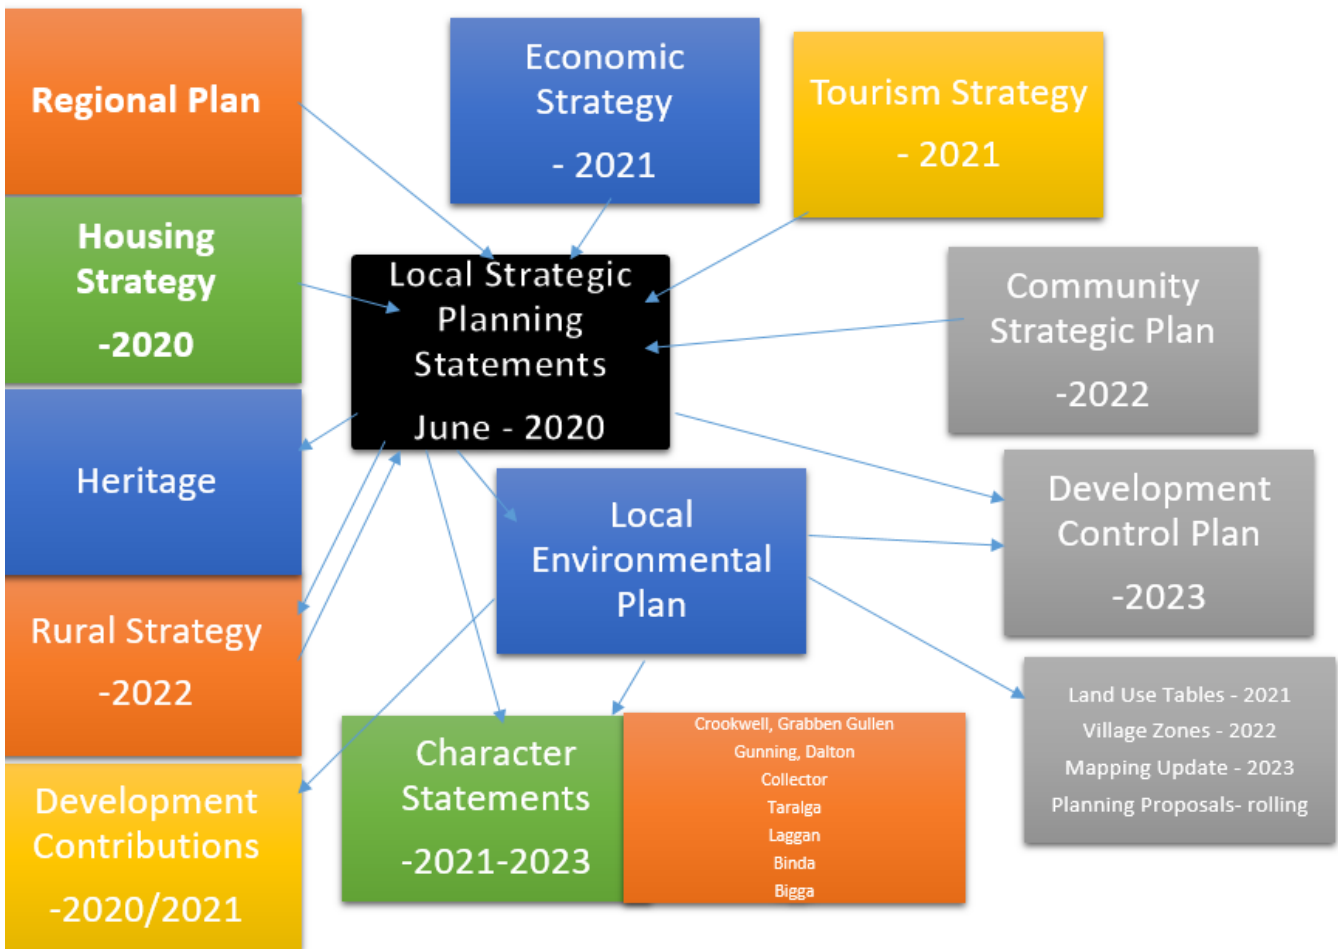 Regional Plan
Economic
Strategy
- 2021
Tourism Strategy
- 2021
Housing
Strategy
-2020
Local Strategic
Planning
Statements
June - 2020
Community
Strategic Plan
-2022
Heritage
Local
Environmental
Plan
Development
Control Plan
-2023
Rural Strategy
-2022
Land Use Tables - 2021
Village Zones - 2022
Mapping Update - 2023
Planning Proposals- rolling
Development
Contributions
-2020/2021
Character
Statements
-2021-2023
Crookwell, Grabben Gullen
Gunning, Dalton
Collector
Taralga
Laggan
Binda
Bigga